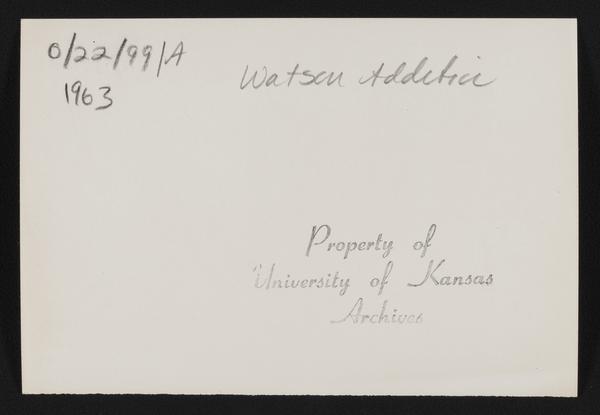 0/22/99/A
1963
Watson Addition
Property of
University of Kansas
Archives